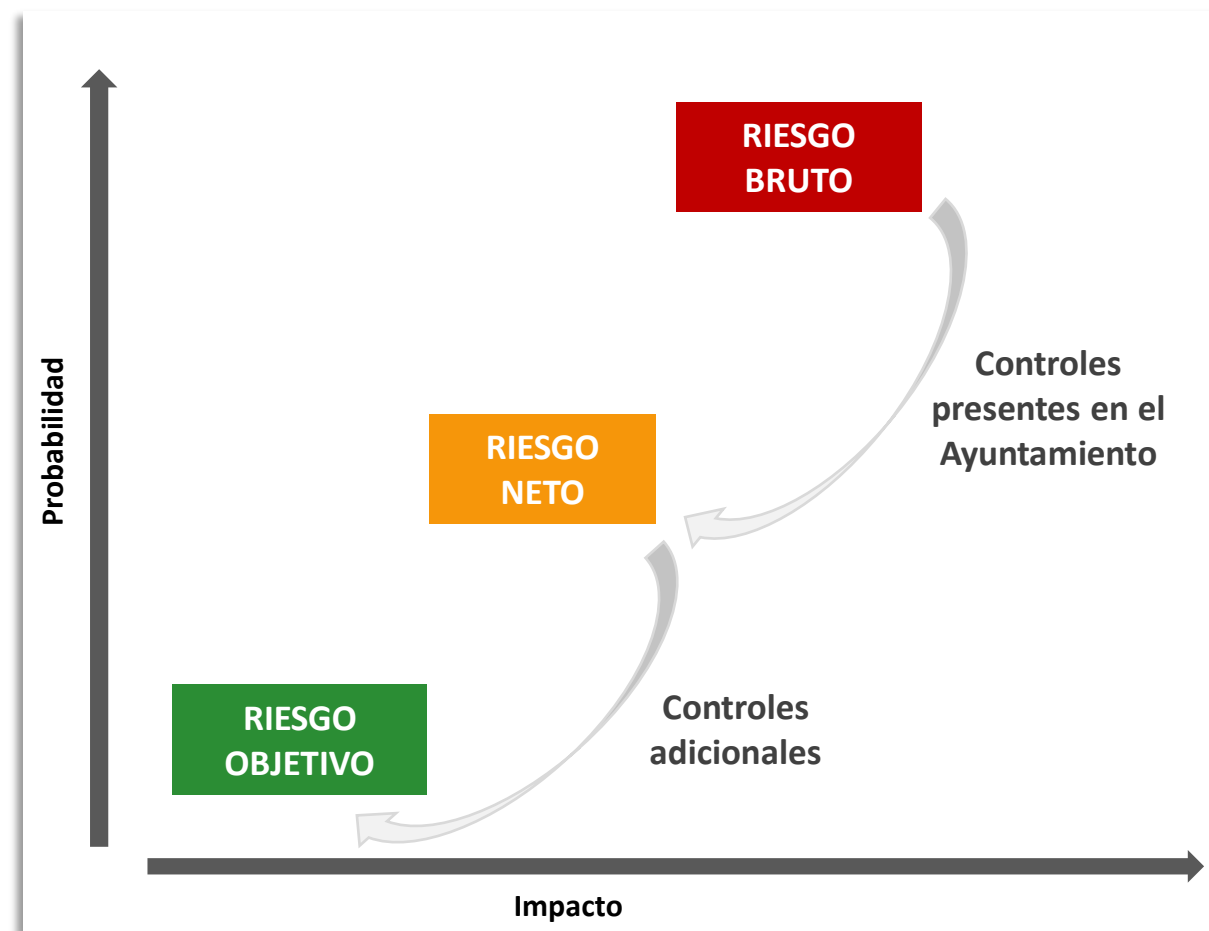 RIESGO
BRUTO
Controles
presentes en el
Ayuntamiento
Probabilidad
RIESGO
NETO
Controles
adicionales
RIESGO
OBJETIVO
Impacto